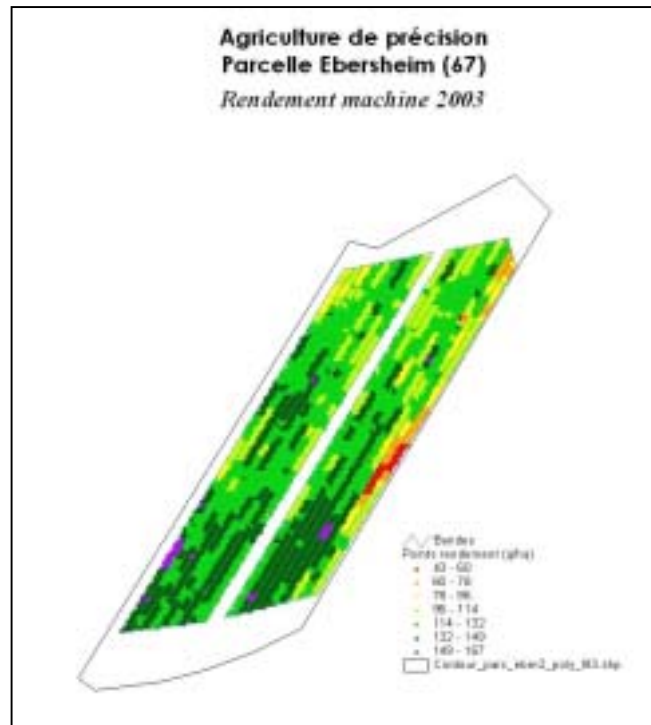 Agriculture de précision
Parcelle Ebersheim (67)
Rendement machine 2003
Bandes
Points rendement (q/ha)
43 - 60
60 - 78
78 - 96
96 - 114
114 - 132
132 - 149
149 - 167